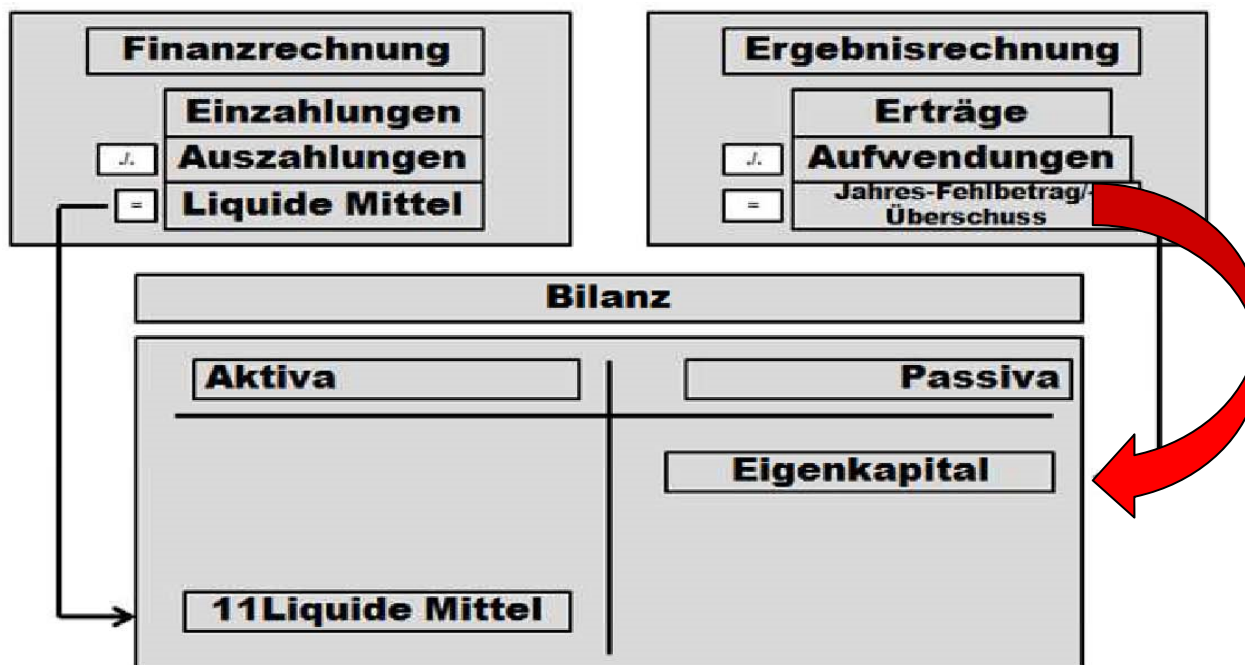 Finanzrechnung
Einzahlungen
./. Auszahlungen
= Liquide Mittel
Ergebnisrechnung
Erträge
./. Aufwendungen
= Jahres-Fehlbetrag/-
Überschuss
Bilanz
Aktiva
Passiva
Eigenkapital
11Liquide Mittel